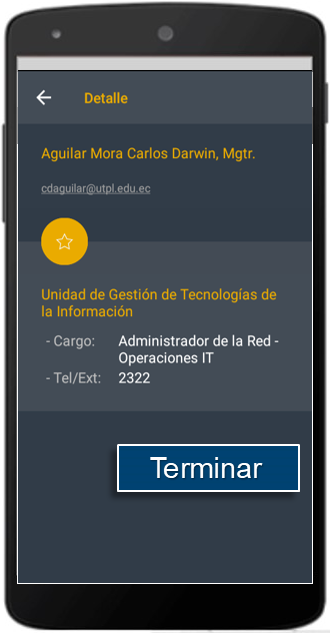 Detalle
Aguilar Mora Carlos Darwin, Mgtr.
cdaguilar@utpl.edu.ec
Unidad de Gestión de Tecnologías de
la Información
- Cargo: Administrador de la Red -
Operaciones IT
- Tel/Ext: 2322
Terminar